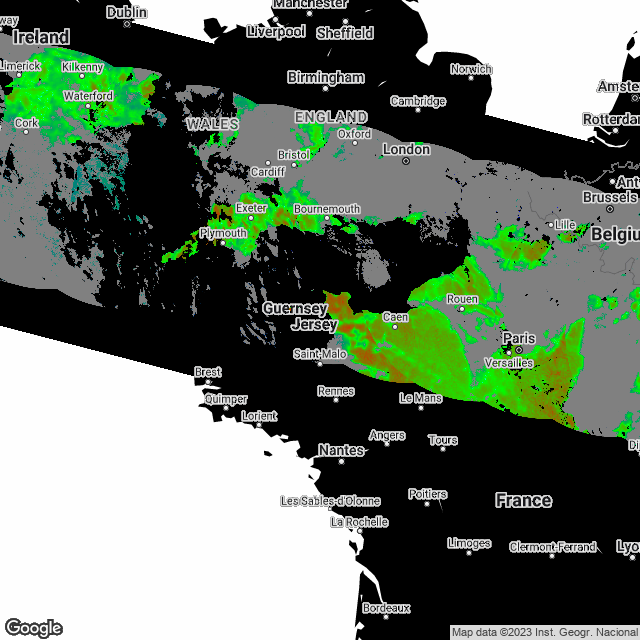 Manchester
Dublin
Liverpool
Sheffield
Ireland
way
Limerick
Kilkenny
Norwich
Birmingham
Amste
Waterford
Cambridge
Rotterda
Cork
WALES
ENGLAND
Oxford
London
Bristol
Cardiff
Ant
Brussels
Exeter
Bournemouth
Lille
Belgiu
Plymouth
Rouen
Guernsey
Caen
Jersey
Paris
Saint-Malo
Versailles
Brest
Rennes
Quimper
Le Mans
Lorient
Angers
Tours
Di
Nantes
Poitiers
France
Les Sables-d'Olonne
La Rochelle
Limoges
Clermont-Ferrand
Lyo
Bordeaux
Google
Map data ©2023 Inst. Geogr. Nacional